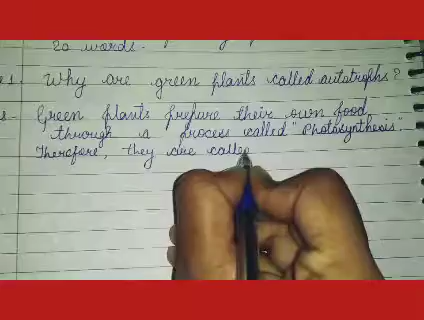 20 words.
1. Why are green plants called autotrophs?
Green plants prepare their own food
through a process called "Photosynthesis".
Therefore, they are calle